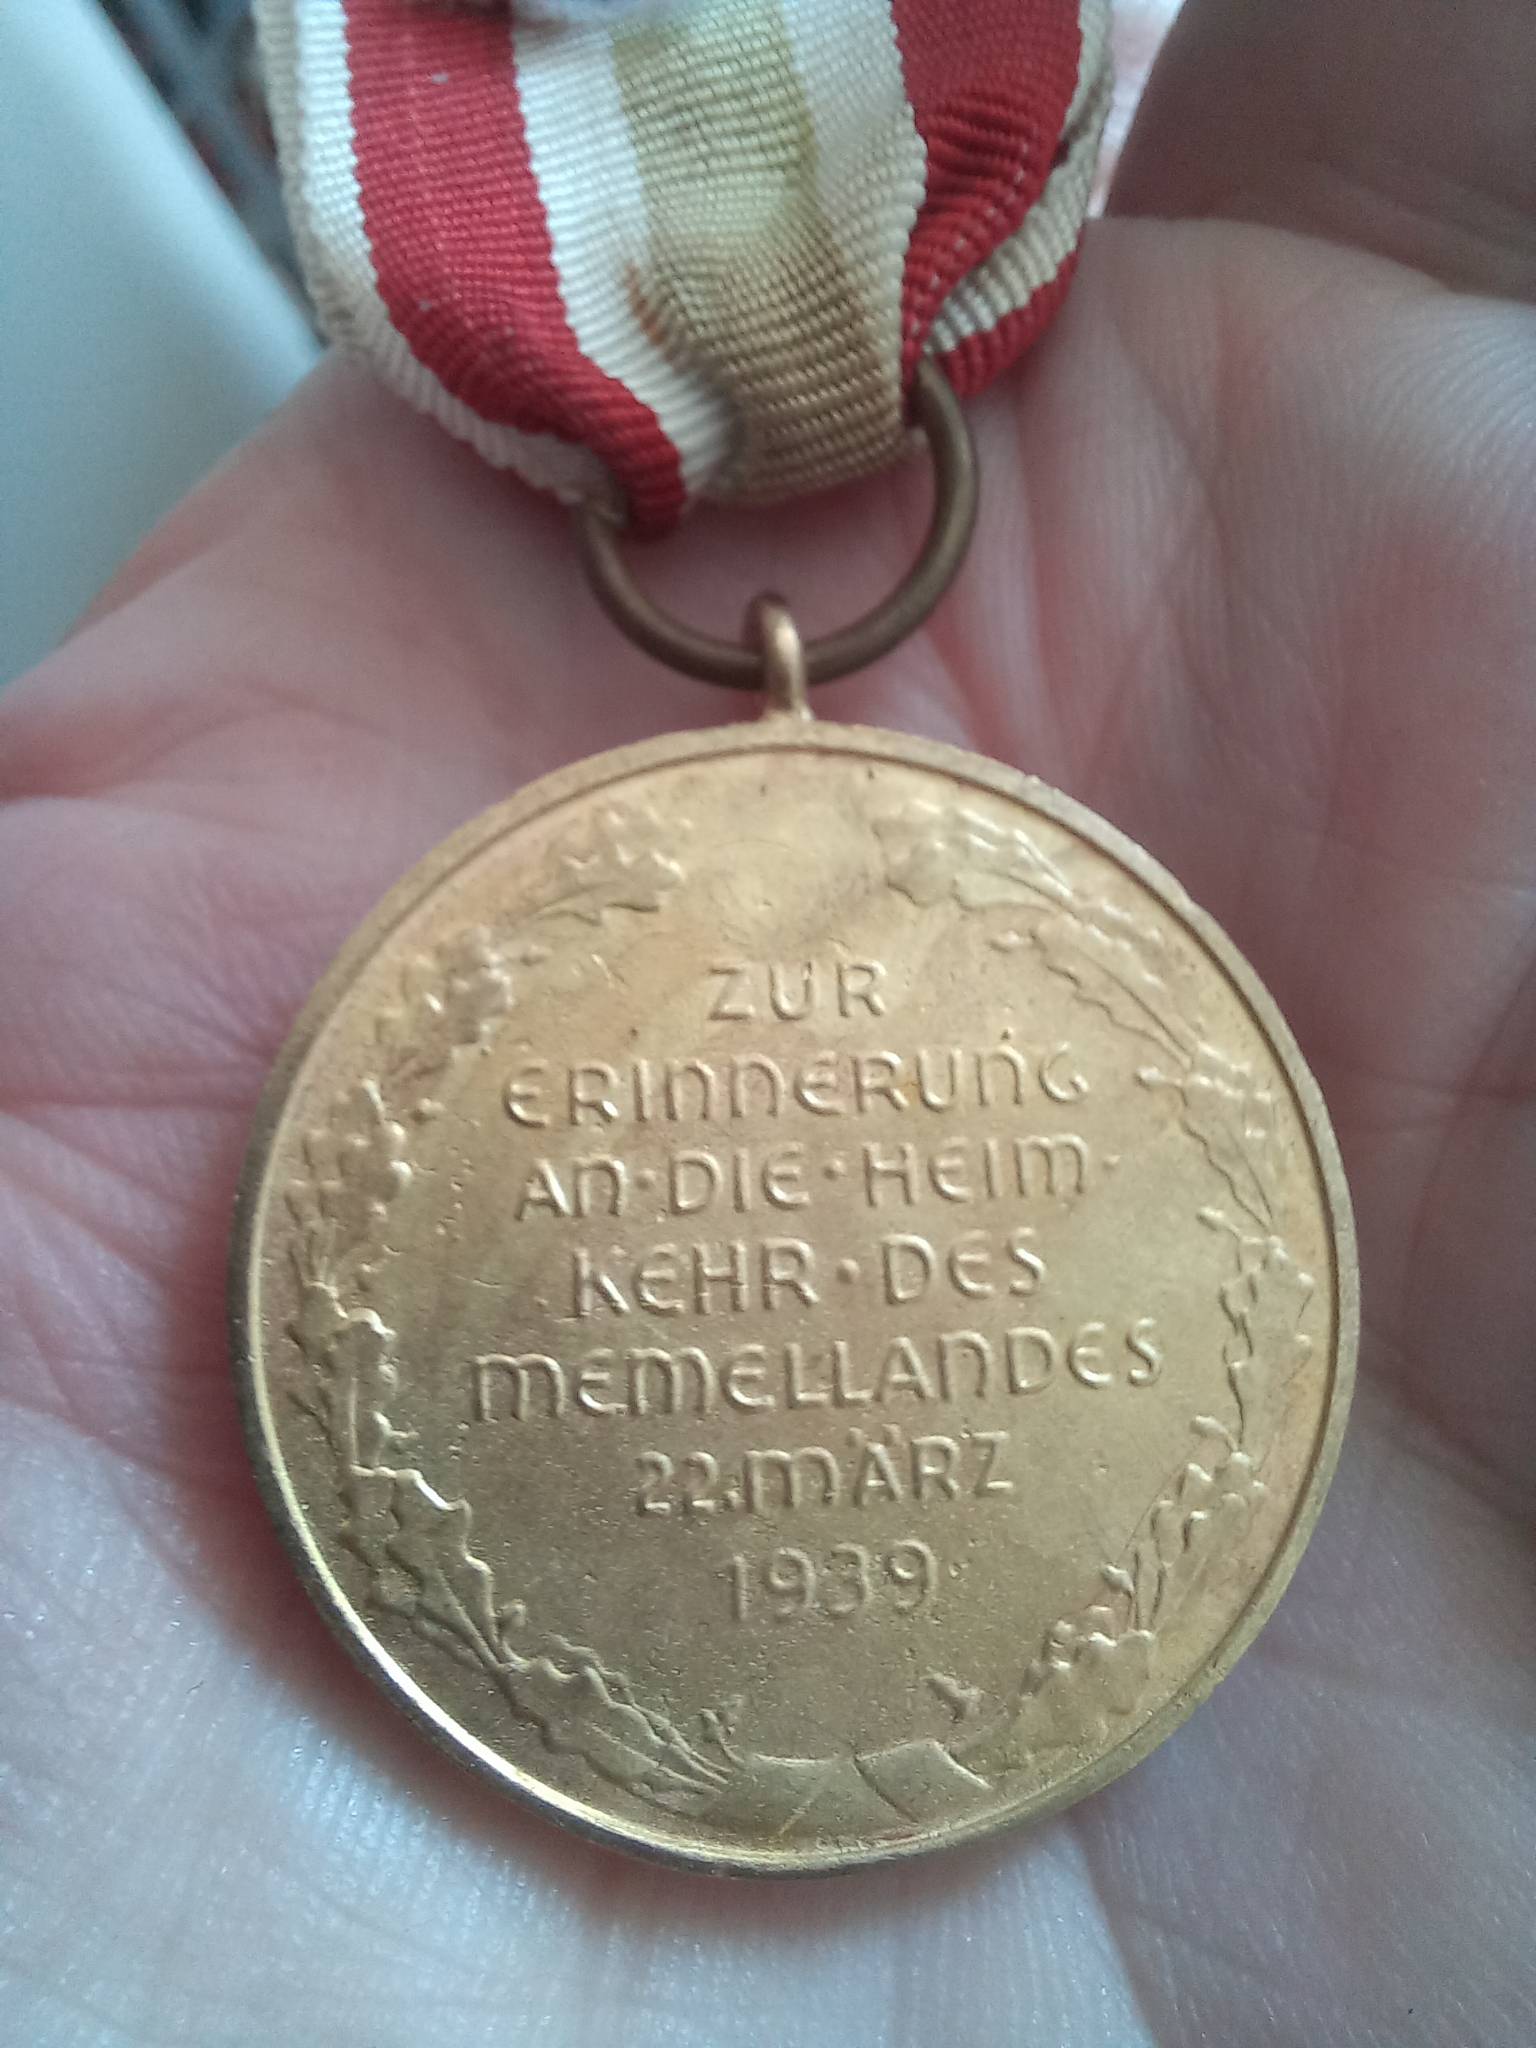 ZUR
ERINNERUNG
AN·DIE·HEIM·
KEHR·DES
MEMELLANDES
22.MÄRZ
1939